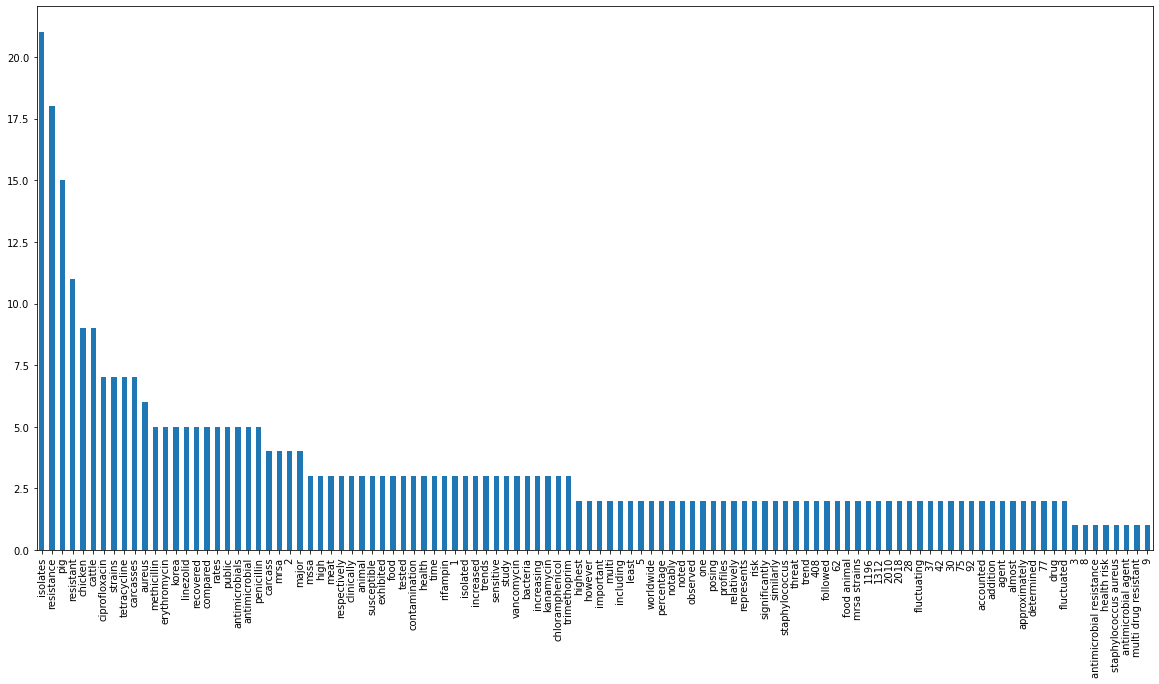 20.0
17.5
15.0
12.5
10.0
7.5
5.0
2.5
0.0
isolates
resistance
pig
resistant
chicken
cattle
ciprofloxacin
strains
tetracycline
carcasses
aureus
methicillin
erythromycin
korea
linezolid
recovered
compared
rates
public
antimicrobials
antimicrobial
penicillin
carcass
mrsa
2
major
mssa
high
meat
respectively
clinically
animal
susceptible
exhibited
food
tested
contamination
health
time
rifampin
1
isolated
increased
trends
sensitive
study
vancomycin
bacteria
increasing
kanamycin
chloramphenicol
trimethoprim
highest
however
important
multi
including
least
5
worldwide
percentage
notably
noted
observed
one
posing
profiles
relatively
represents
risk
significantly
similarly
staphylococcus
threat
trend
408
followed
62
food animal
mrsa strains
1196
1312
2010
2018
28
fluctuating
37
42
30
75
92
accounted
addition
agent
almost
approximately
determined
77
drug
fluctuated
3
8
antimicrobial resistance
health risk
staphylococcus aureus
antimicrobial agent
multi drug resistant
9